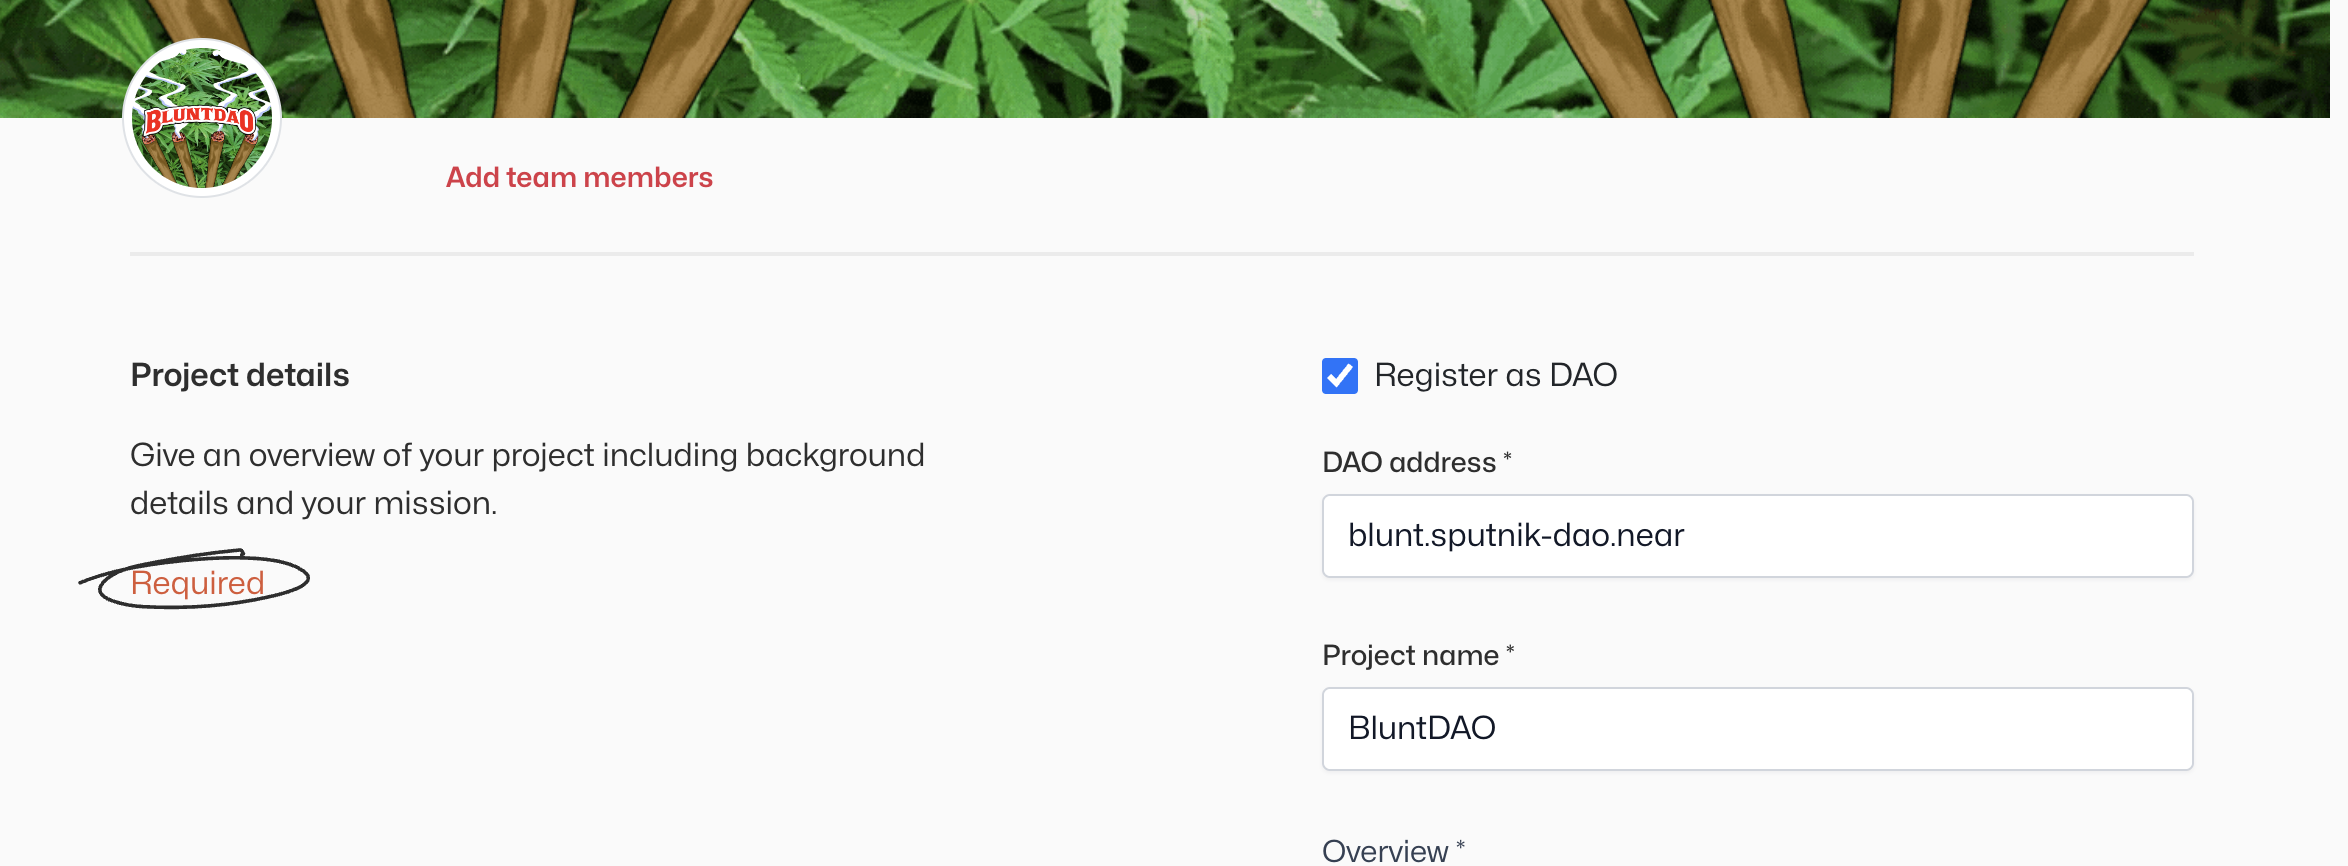 BLUNTDAO
Add team members
Project details
Give an overview of your project including background
details and your mission.
Required
Register as DAO
DAO address *
blunt.sputnik-dao.near
Project name *
BluntDAO
Overview *